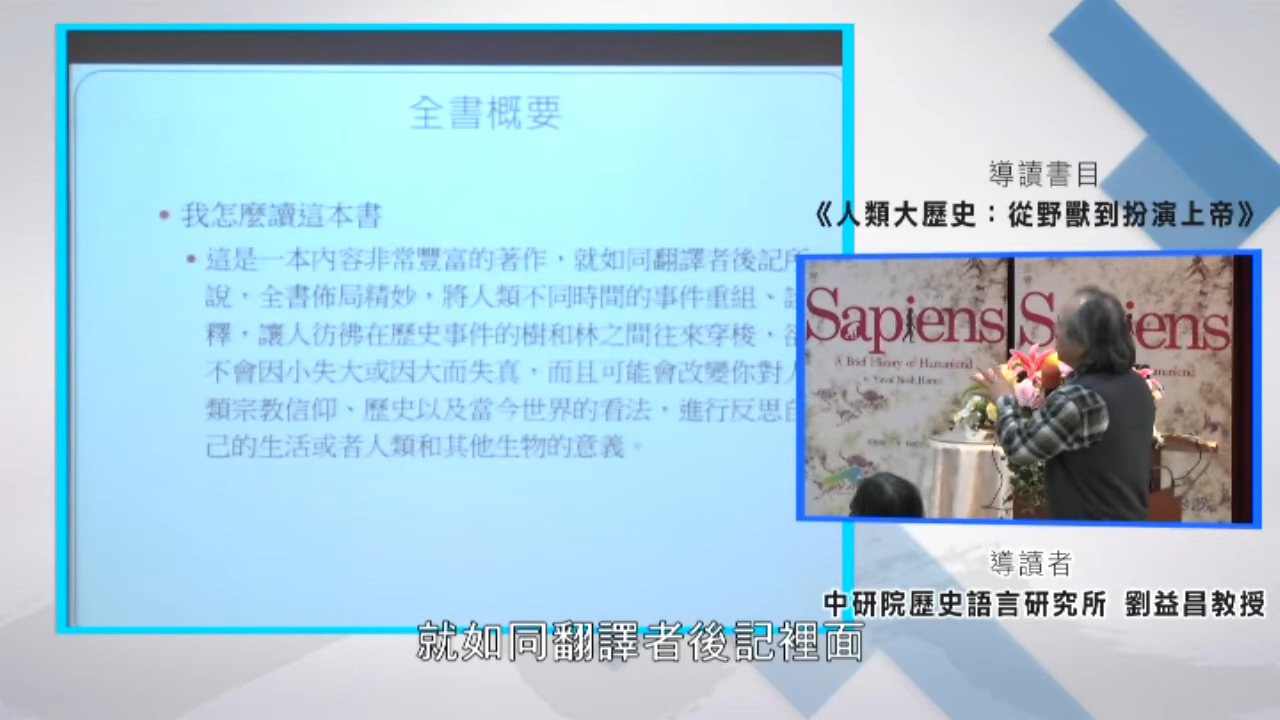 全書概要
我怎麼讀這本書
這是一本內容非常豐富的著作，就如同翻譯者後記所
說，全書佈局精妙，將人類不同時間的事件重組、
釋，讓人彷彿在歷史事件的樹和林之間往來穿梭，卻
不會因小失大或因大而失真，而且可能會改變你對人
類宗教信仰、歷史以及當今世界的看法，進行反思自
己的生活或者人類和其他生物的意義。
導讀書目
《人類大歷史：從野獸到扮演上帝》
Sapiens
A Brief History of Humankind
by Yuval Noah Harari
S iens
導讀者
中研院歷史語言研究所 劉益昌教授
就如同翻譯者後記裡面